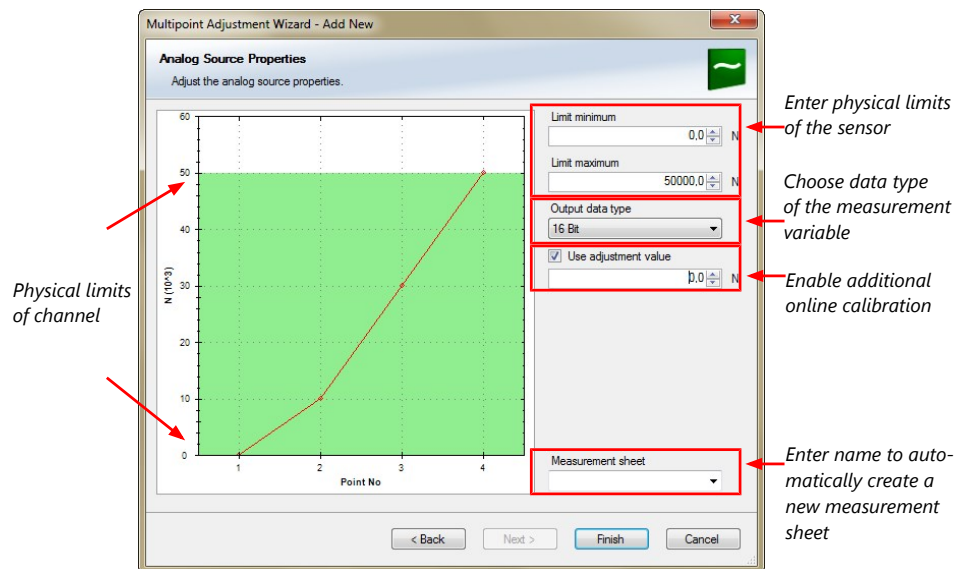 Multipoint Adjustment Wizard - Add New
Analog Source Properties
Adjust the analog source properties.
Physical limits
of channel
60
50
40
30
20
10
0
N (10^3)
1
2
3
4
Point No
Limit minimum
0,0
N
Limit maximum
50000,0
N
Output data type
16 Bit
Use adjustment value
0,0
N
Measurement sheet
Enter physical limits
of the sensor
Choose data type
of the measurement
variable
Enable additional
online calibration
Enter name to auto-
matically create a
new measurement
sheet
< Back
Next >
Finish
Cancel